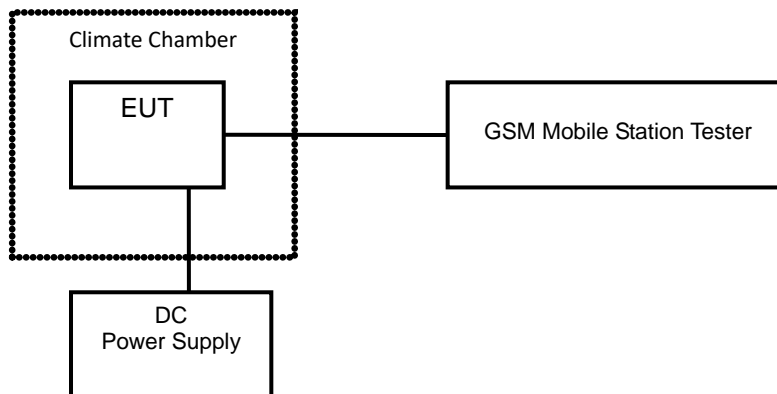 Climate Chamber
EUT
GSM Mobile Station Tester
DC
Power Supply